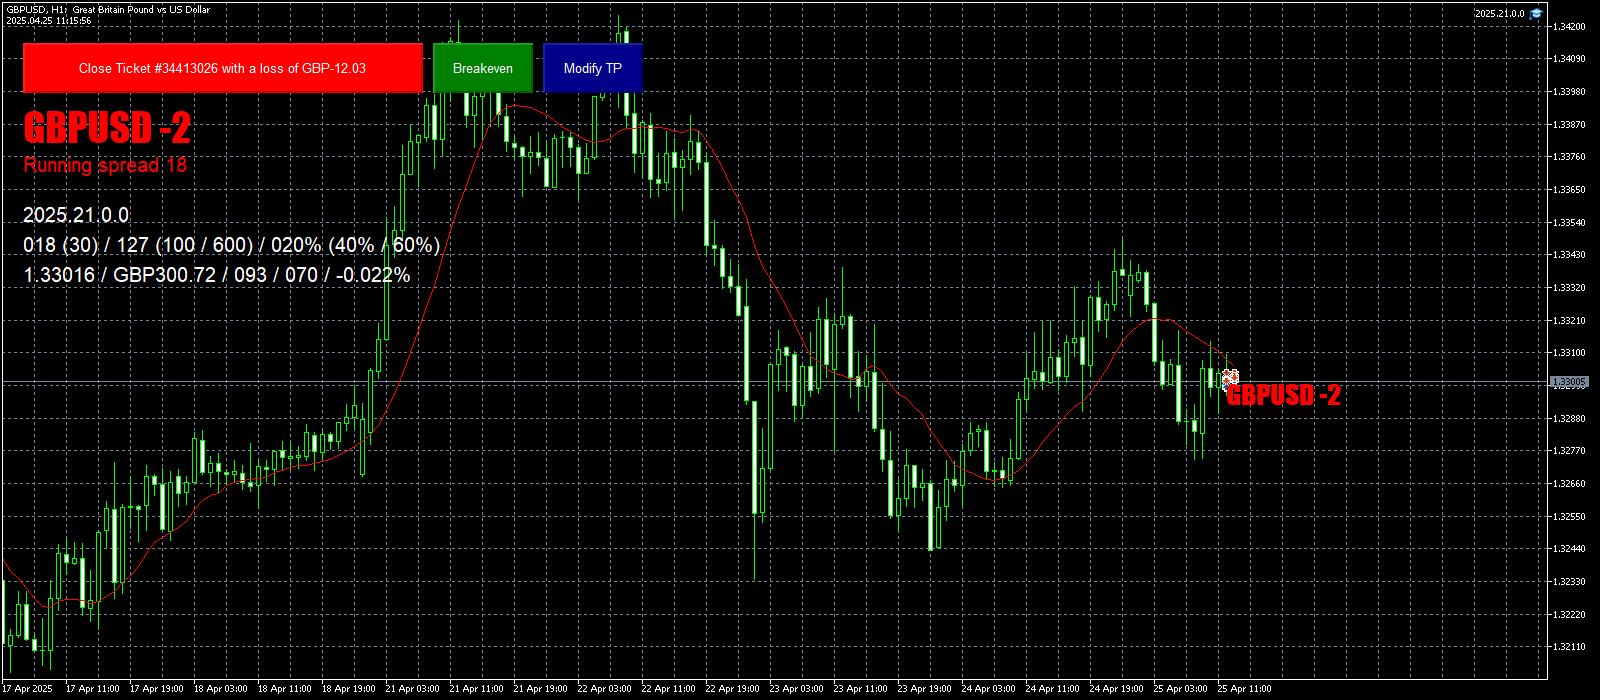 GBPUSD, H1: Great Britain Pound vs US Dollar
2025.04.25 11:15:56
2025.21.0.0
Close Ticket #34413026 with a loss of GBP-12.03
Breakeven
Modify TP
GBPUSD -2
Running spread 18
2025.21.0.0
018 (30) / 127 (100 / 600) / 020% (40% / 60%)
1.33016 / GBP300.72 / 093 / 070 / -0.022%
GBPUSD -2
1.34200
1.34090
1.33980
1.33870
1.33760
1.33650
1.33540
1.33430
1.33320
1.33210
1.33100
1.33005
1.32880
1.32770
1.32660
1.32550
1.32440
1.32330
1.32220
1.32110
17 Apr 2025 17 Apr 11:00 17 Apr 19:00 18 Apr 03:00 18 Apr 11:00 18 Apr 19:00 21 Apr 03:00 21 Apr 11:00 21 Apr 19:00 22 Apr 03:00 22 Apr 11:00 22 Apr 19:00 23 Apr 03:00 23 Apr 11:00 23 Apr 19:00 24 Apr 03:00 24 Apr 11:00 24 Apr 19:00 25 Apr 03:00 25 Apr 11:00